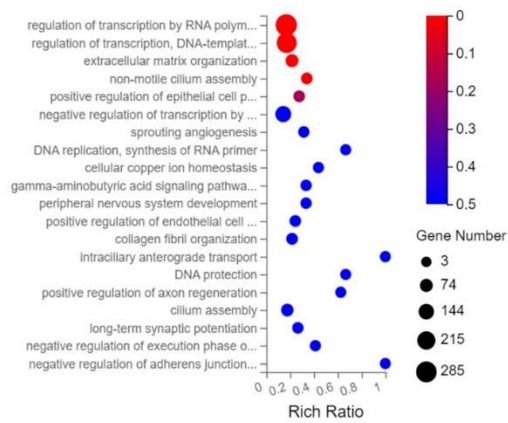 regulation of transcription by RNA polym...
regulation of transcription, DNA-templat...
extracellular matrix organization
non-motile cilium assembly
positive regulation of epithelial cell p...
negative regulation of transcription by ...
sprouting angiogenesis
DNA replication, synthesis of RNA primer
cellular copper ion homeostasis
gamma-aminobutyric acid signaling pathwa...
peripheral nervous system development
positive regulation of endothelial cell ...
collagen fibril organization
intraciliary anterograde transport
DNA protection
positive regulation of axon regeneration
cilium assembly
long-term synaptic potentiation
negative regulation of execution phase o...
negative regulation of adherens junction...
0 0.2 0.4 0.6 0.8 1
Rich Ratio
0
0.1
0.2
0.3
0.4
0.5
Gene Number
3
74
144
215
285